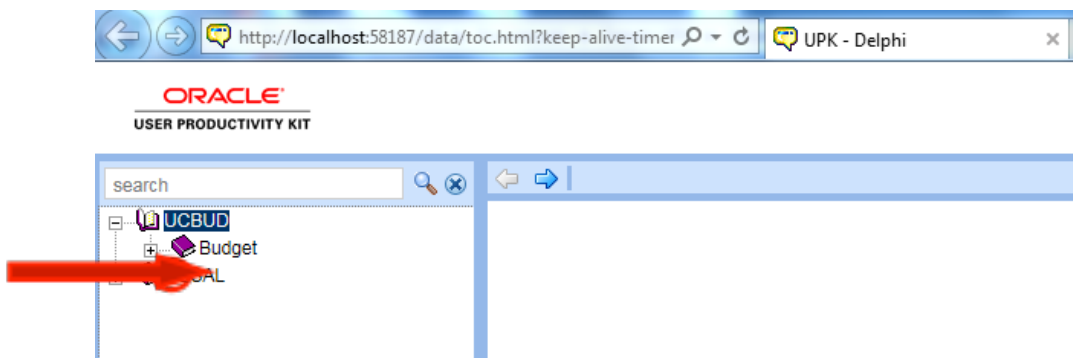 http://localhost:58187/data/toc.html?keep-alive-timer UPK - Delphi
ORACLE
USER PRODUCTIVITY KIT
search
UCBUD
Budget